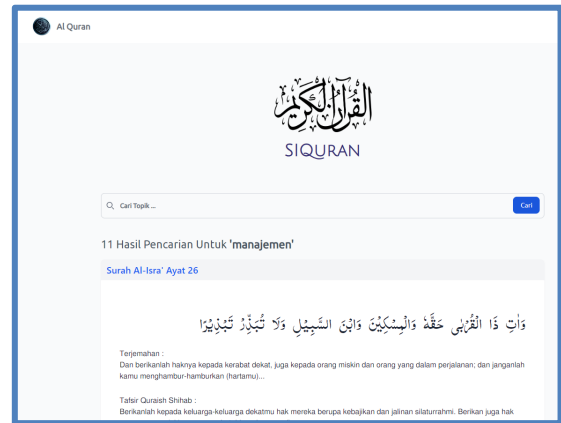 Al Quran
القرآن الكريم
SIQURAN
Cari Topik ...
Cari
11 Hasil Pencarian Untuk 'manajemen'
Surah Al-Isra' Ayat 26
وَاٰتِ ذَا الْقُرْبٰى حَقَّهٗ وَالْمِسْكِيْنَ وَابْنَ السَّبِيْلِ وَلَا تُبَذِّرْ تَبْذِيْرًا
Terjemahan :
Dan berikanlah haknya kepada kerabat dekat, juga kepada orang miskin dan orang yang dalam perjalanan; dan janganlah
kamu menghambur-hamburkan (hartamu)...
Tafsir Quraish Shihab :
Berikanlah kepada keluarga-keluarga dekatmu hak mereka berupa kebajikan dan jalinan silaturrahmi. Berikan juga hak